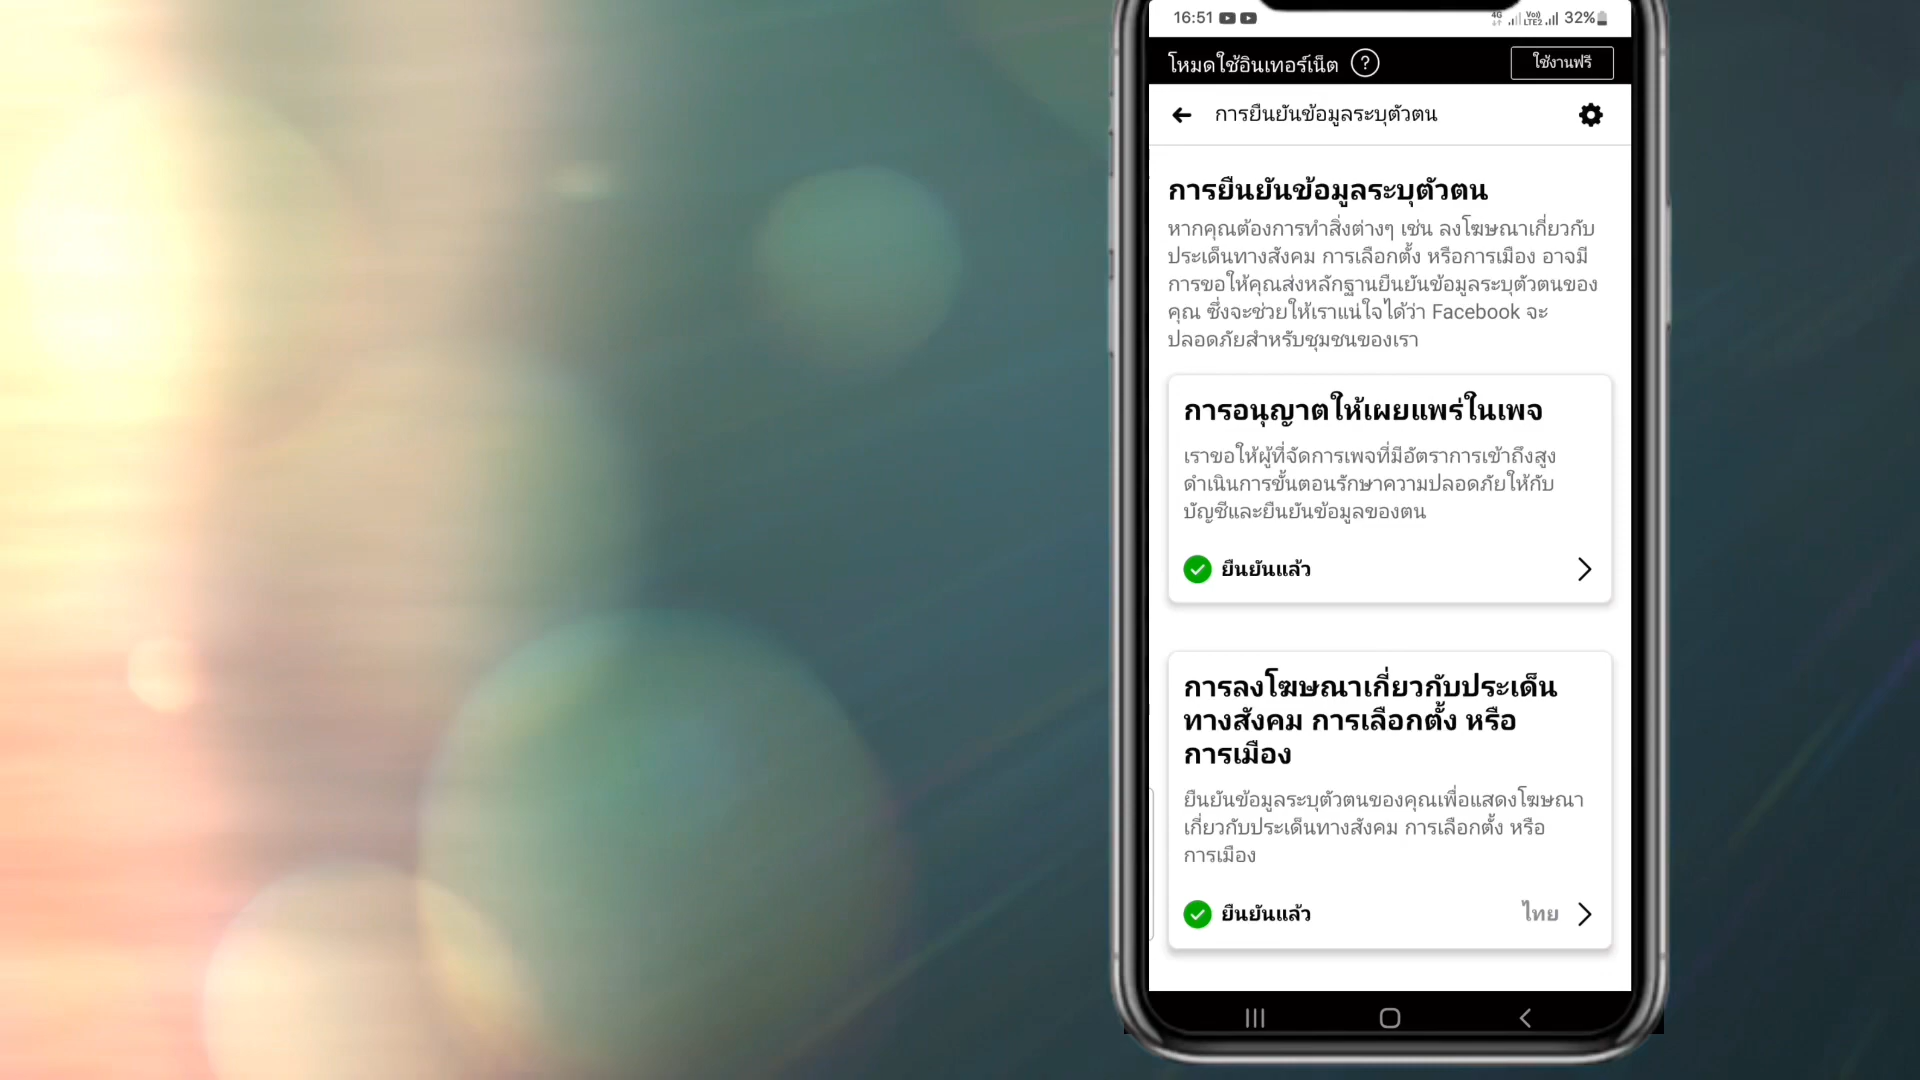 16:51
4G Vo) LTE2 32%
โหมดใช้อินเทอร์เน็ต ?
ใช้งานฟรี
การยืนยันข้อมูลระบุตัวตน
การยืนยันข้อมูลระบุตัวตน
หากคุณต้องการทำสิ่งต่างๆ เช่น ลงโฆษณาเกี่ยวกับ
ประเด็นทางสังคม การเลือกตั้ง หรือการเมือง อาจมี
การขอให้คุณส่งหลักฐานยืนยันข้อมูลระบุตัวตนของ
คุณ ซึ่งจะช่วยให้เราแน่ใจได้ว่า Facebook จะ
ปลอดภัยสำหรับชุมชนของเรา
การอนุญาตให้เผยแพร่ในเพจ
เราขอให้ผู้ที่จัดการเพจที่มีอัตราการเข้าถึงสูง
ดำเนินการขั้นตอนรักษาความปลอดภัยให้กับ
บัญชีและยืนยันข้อมูลของตน
ยืนยันแล้ว
การลงโฆษณาเกี่ยวกับประเด็น
ทางสังคม การเลือกตั้ง หรือ
การเมือง
ยืนยันข้อมูลระบุตัวตนของคุณเพื่อแสดงโฆษณา
เกี่ยวกับประเด็นทางสังคม การเลือกตั้ง หรือ
การเมือง
ยืนยันแล้ว ไทย